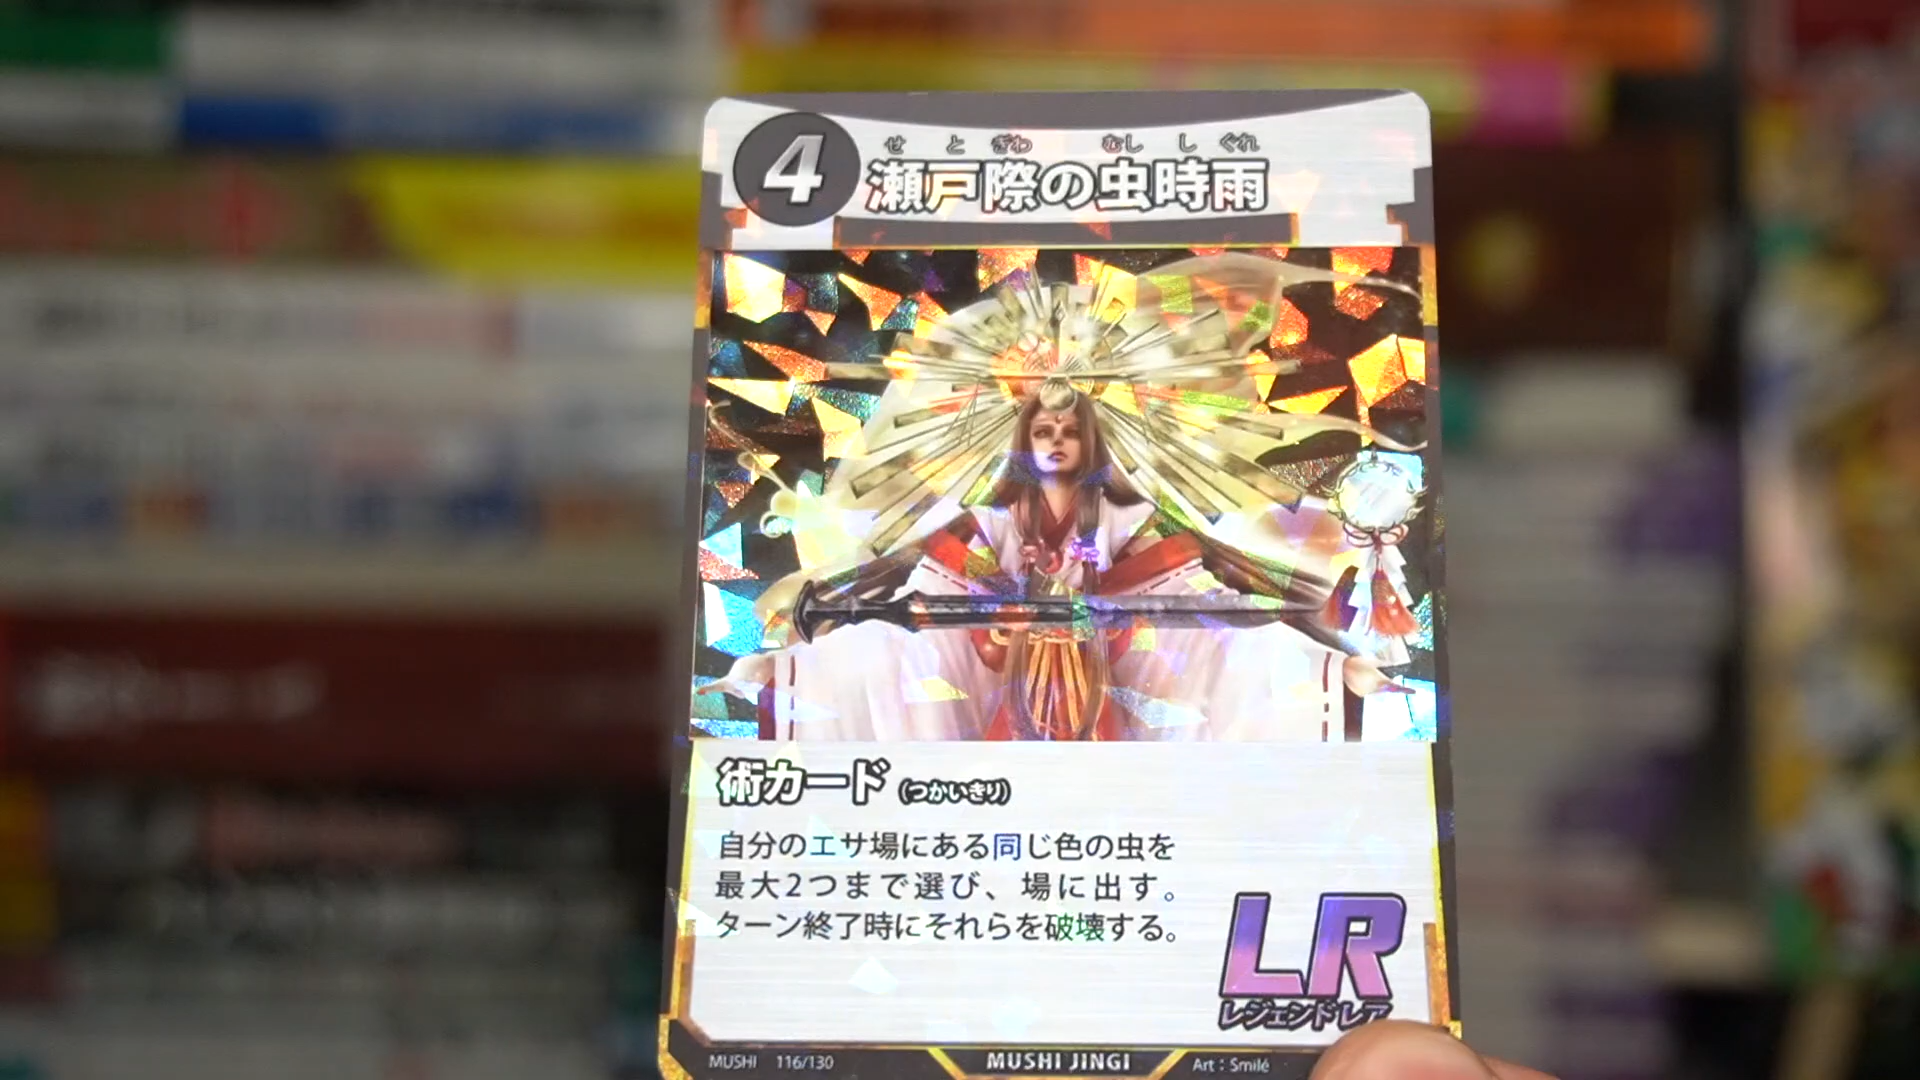 4
せとぎわ むししぐれ
瀬戸際の虫時雨
術カード (つかいきり)
自分のエサ場にある同じ色の虫を
最大2つまで選び、場に出す。
ターン終了時にそれらを破壊する。
LR
レジェンドレア
MUSHI 116/130 MUSHI JINGI Art : Smilé